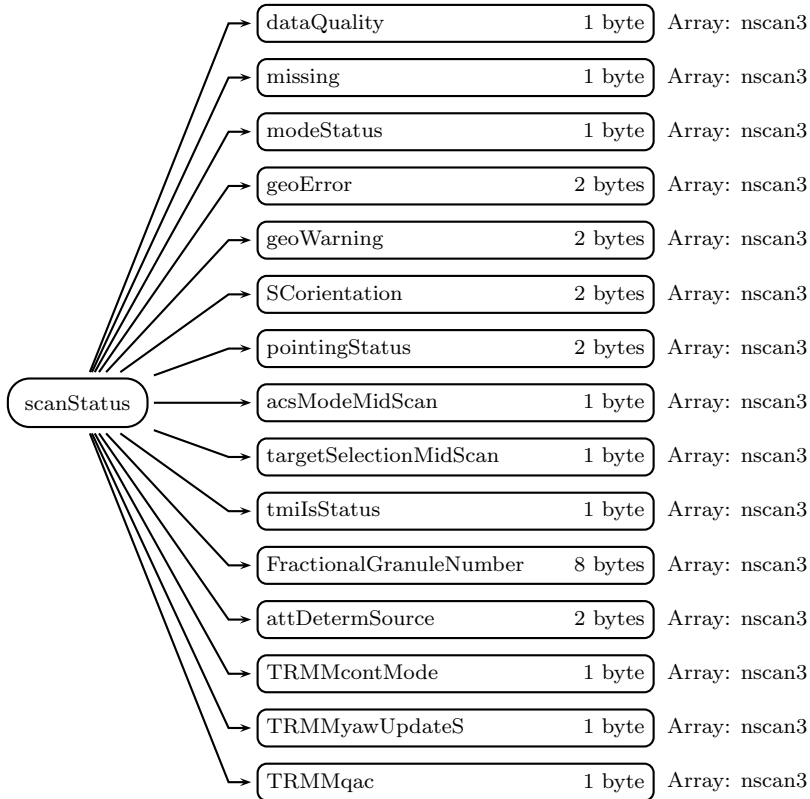 dataQuality 1 byte Array: nscan3
missing 1 byte Array: nscan3
modeStatus 1 byte Array: nscan3
geoError 2 bytes Array: nscan3
geoWarning 2 bytes Array: nscan3
SCorientation 2 bytes Array: nscan3
pointingStatus 2 bytes Array: nscan3
scanStatus
acsModeMidScan 1 byte Array: nscan3
targetSelectionMidScan 1 byte Array: nscan3
tmiIsStatus 1 byte Array: nscan3
FractionalGranuleNumber 8 bytes Array: nscan3
attDetermSource 2 bytes Array: nscan3
TRMMcontMode 1 byte Array: nscan3
TRMMyawUpdateS 1 byte Array: nscan3
TRMMqac 1 byte Array: nscan3